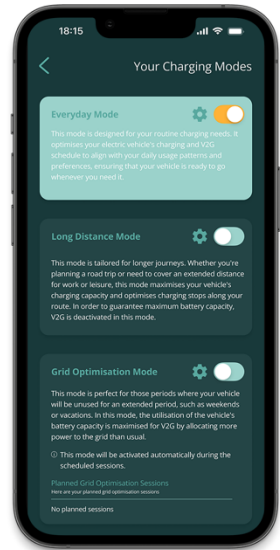 18:15
Your Charging Modes
Everyday Mode
This mode is designed for your routine charging needs, it
optimises your electric vehicle's charging and V2G
schedule to align with your daily usage patterns and
preferences, ensuring that your vehicle is ready to go
wherever you need it.
Long Distance Mode
This mode is tailored for longer journeys. Whether you're
planning a road trip or need to cover an extended distance
for work or leisure, this mode maximises your vehicle's
charging capacity and optimises charging stops along your
route. In order to guarantee maximum battery capacity,
V2G is deactivated in this mode.
Grid Optimisation Mode
This mode is perfect for those periods where your vehicle
will be unused for an extended period, such as weekends
or vacations. In this mode, the utilisation of the vehicle's
battery capacity is maximised for V2G by allocating more
power to the grid than usual.
This mode will be activated automatically during the
scheduled sessions.
Planned Grid Optimisation Sessions
Here are your planned grid optimisation sessions
No planned sessions